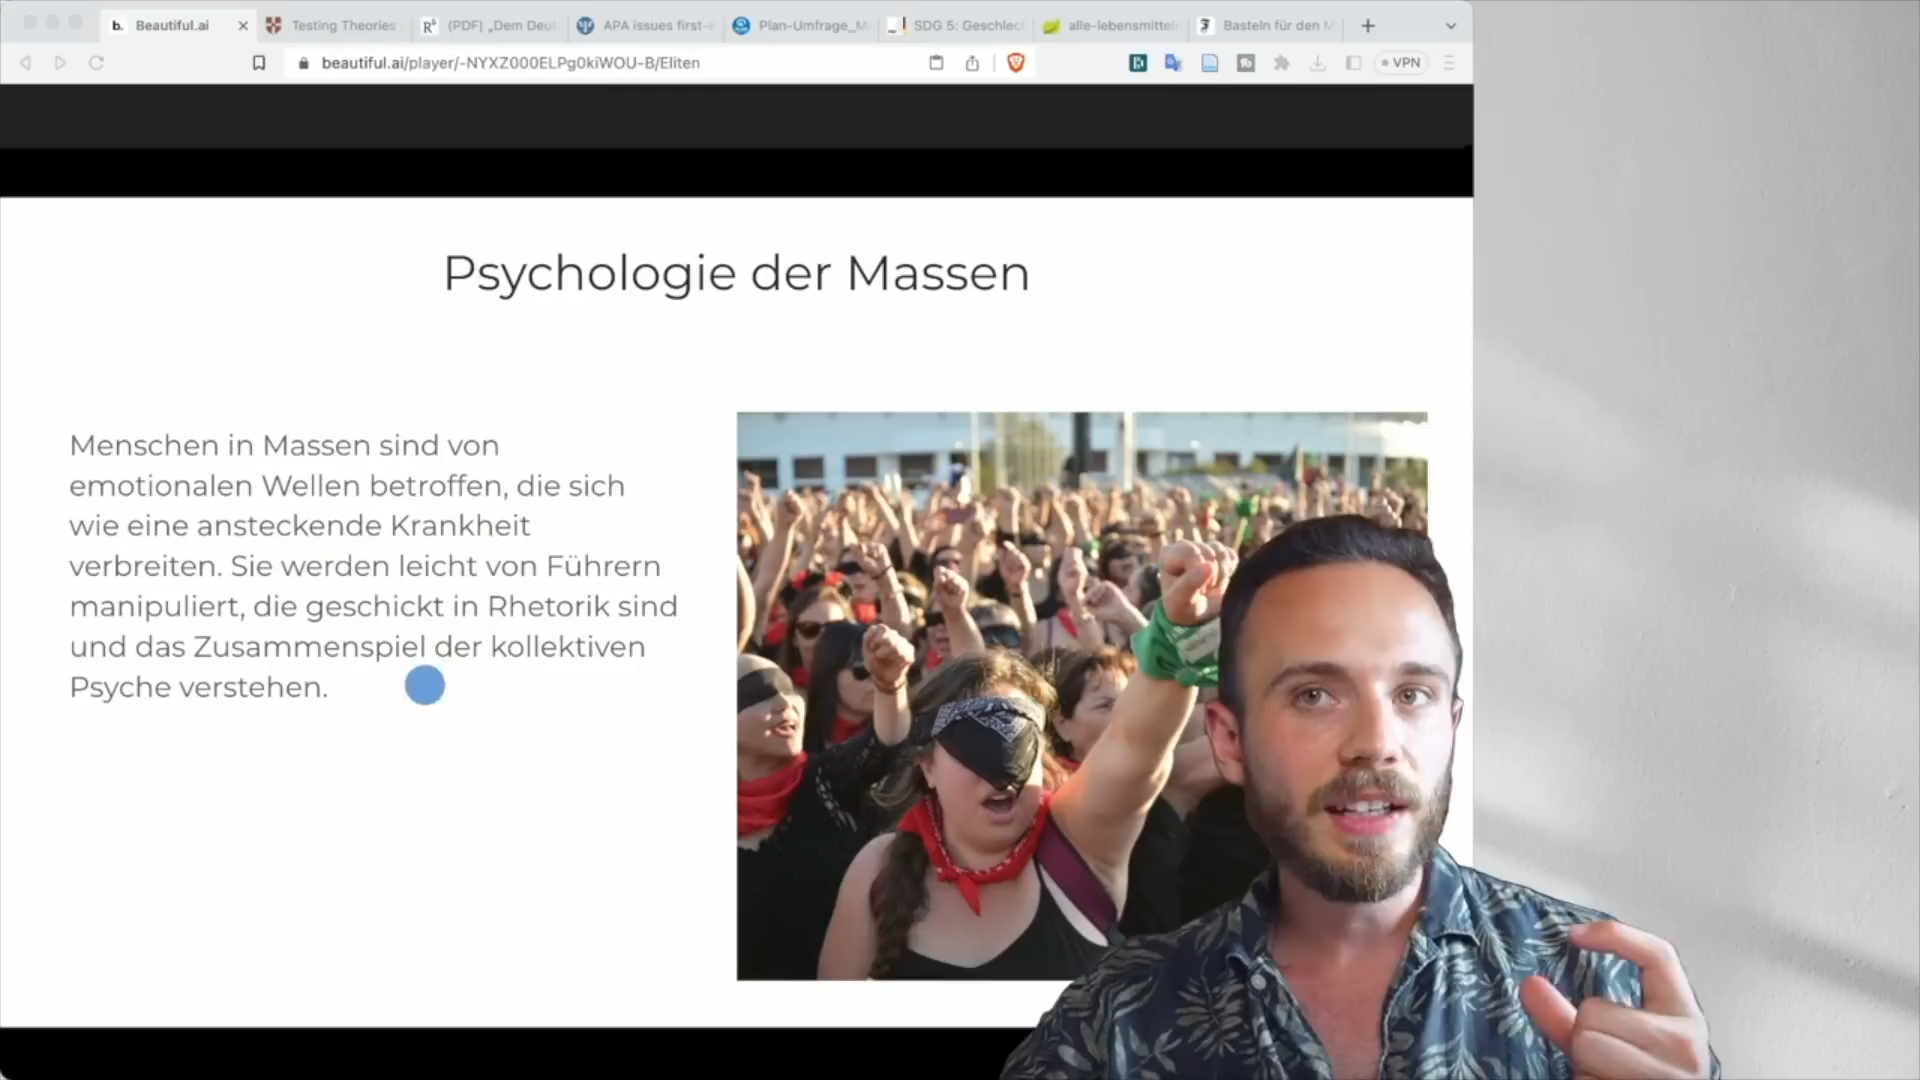 Beautiful.ai
Testing Theories
(PDF) „Dem Deut
APA issues first-
Plan-Umfrage_M
SDG 5: Geschlec
alle-lebensmittel
Basteln für den M
beautiful.ai/player/-NYXZ000ELPg0kiWOU-B/Eliten
VPN
Psychologie der Massen
Menschen in Massen sind von
emotionalen Wellen betroffen, die sich
wie eine ansteckende Krankheit
verbreiten. Sie werden leicht von Führern
manipuliert, die geschickt in Rhetorik sind
und das Zusammenspiel der kollektiven
Psyche verstehen.